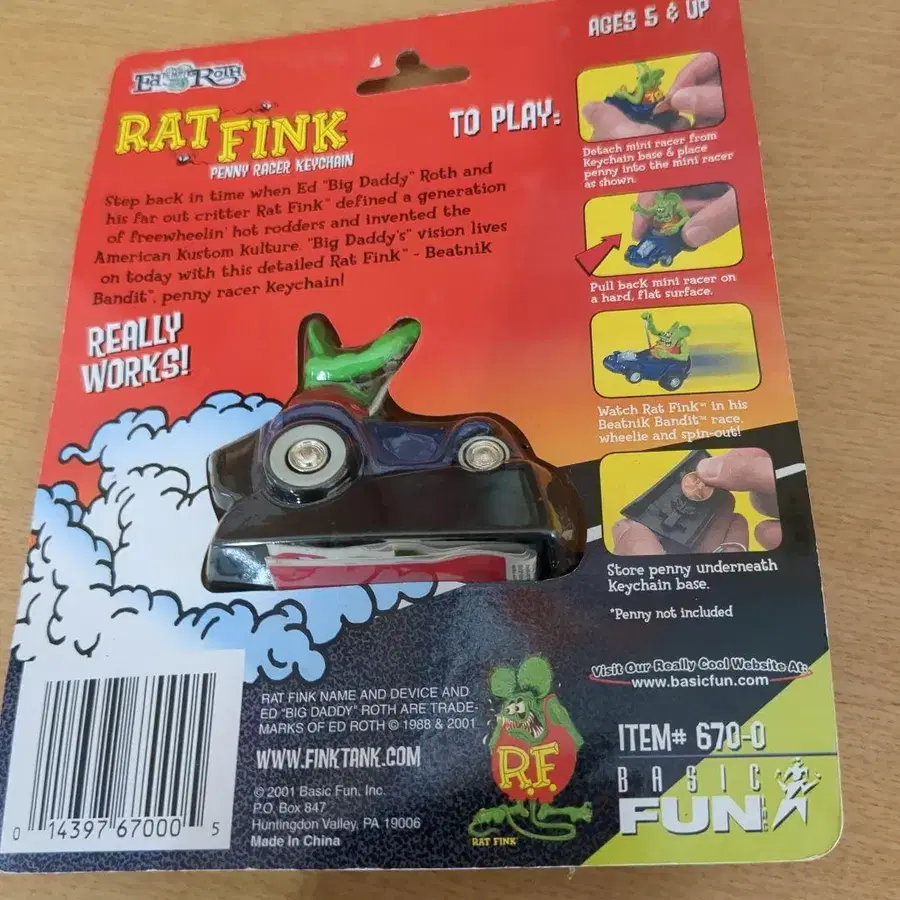 AGES 5 & UP
Ed "Big Daddy" Roth
RAT FINK
PENNY RACER KEYCHAIN
Step back in time when Ed "Big Daddy" Roth and
his far out critter Rat Fink™ defined a generation
of freewheelin' hot rodders and invented the
American Kustom Kulture. "Big Daddy's" vision lives
on today with this detailed Rat Fink™ - Beatnik
Bandit™, penny racer Keychain!
REALLY
WORKS!
TO PLAY:
Detach mini racer from
Keychain base & place
penny into the mini racer
as shown.
Pull back mini racer on
a hard, flat surface.
Watch Rat Fink™ in his
Beatnik Bandit™ race,
wheelie and spin-out!
Store penny underneath
Keychain base.
*Penny not included
Visit Our Really Cool Website At:
www.basicfun.com
ITEM# 670-0
BASIC
FUN
INC
RAT FINK NAME AND DEVICE AND
ED "BIG DADDY" ROTH ARE TRADE-
MARKS OF ED ROTH © 1988 & 2001
WWW.FINKTANK.COM
© 2001 Basic Fun, Inc.
P.O. Box 847
Huntingdon Valley, PA 19006
Made in China
R.F.
RAT FINK
0 14397 67000 5